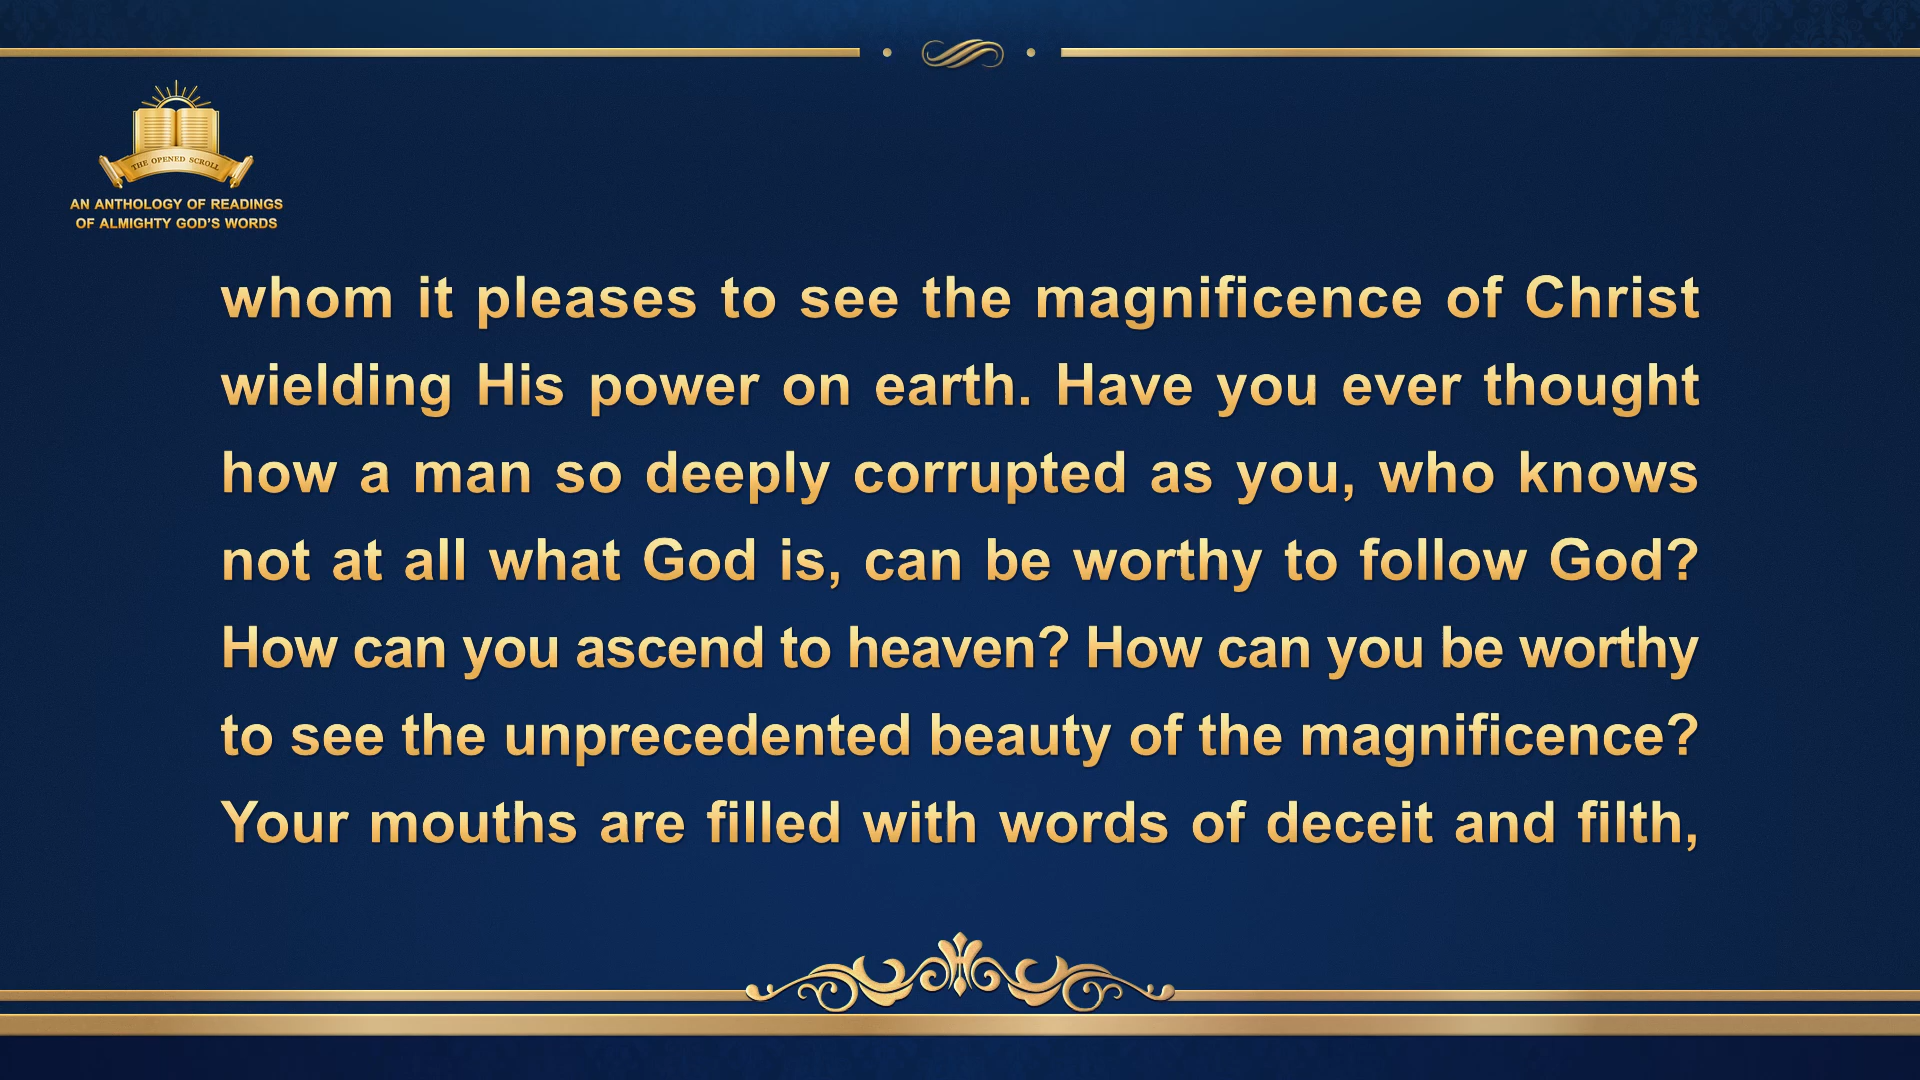 THE OPENED SCROLL
AN ANTHOLOGY OF READINGS
OF ALMIGHTY GOD'S WORDS
whom it pleases to see the magnificence of Christ
wielding His power on earth. Have you ever thought
how a man so deeply corrupted as you, who knows
not at all what God is, can be worthy to follow God?
How can you ascend to heaven? How can you be worthy
to see the unprecedented beauty of the magnificence?
Your mouths are filled with words of deceit and filth,